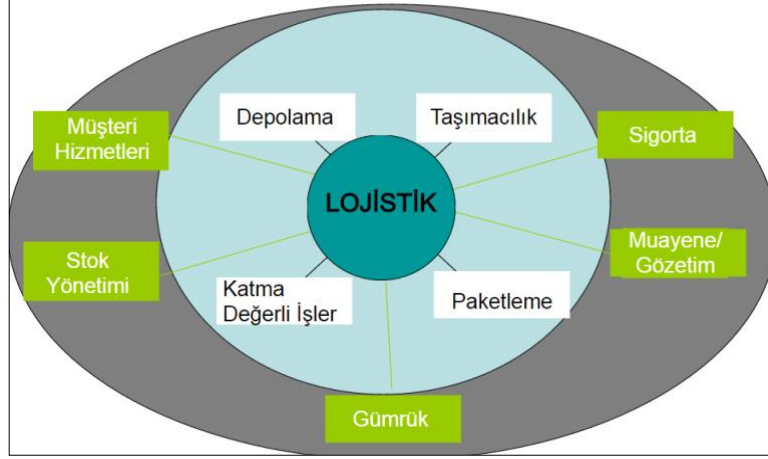 Depolama
Taşımacılık
Müşteri
Hizmetleri
Sigorta
LOJİSTİK
Stok
Yönetimi
Muayene/
Gözetim
Katma
Değerli İşler
Paketleme
Gümrük